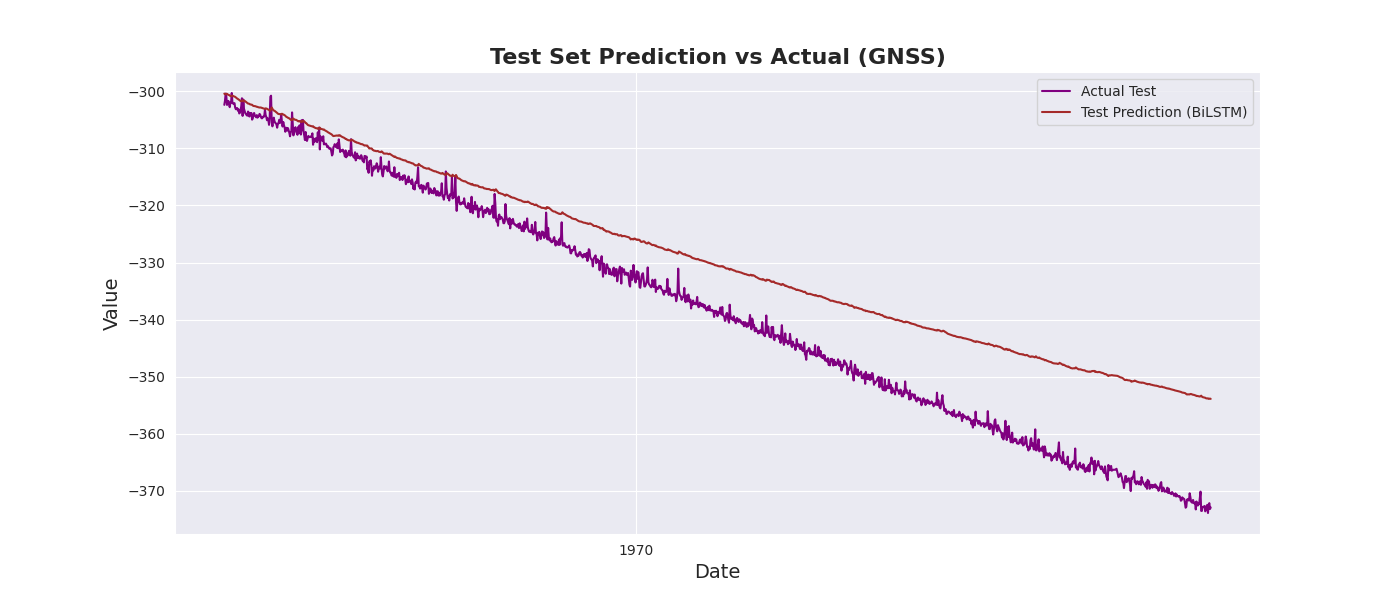 Test Set Prediction vs Actual (GNSS)
Actual Test
Test Prediction (BiLSTM)
−300
−310
−320
−330
−340
−350
−360
−370
Value
1970
Date